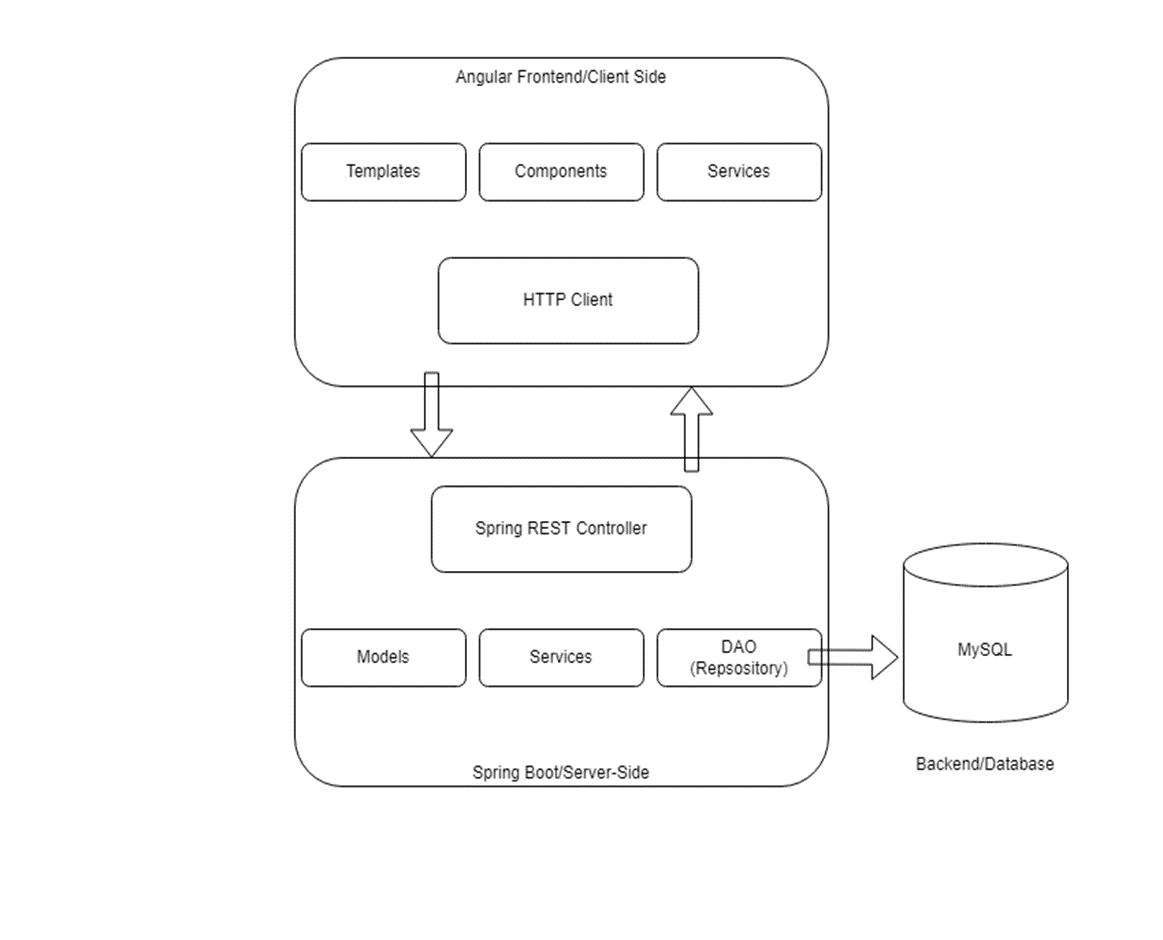 Angular Frontend/Client Side
Templates
Components
Services
HTTP Client
Spring REST Controller
Models
Services
DAO
(Repsository)
MySQL
Spring Boot/Server-Side
Backend/Database